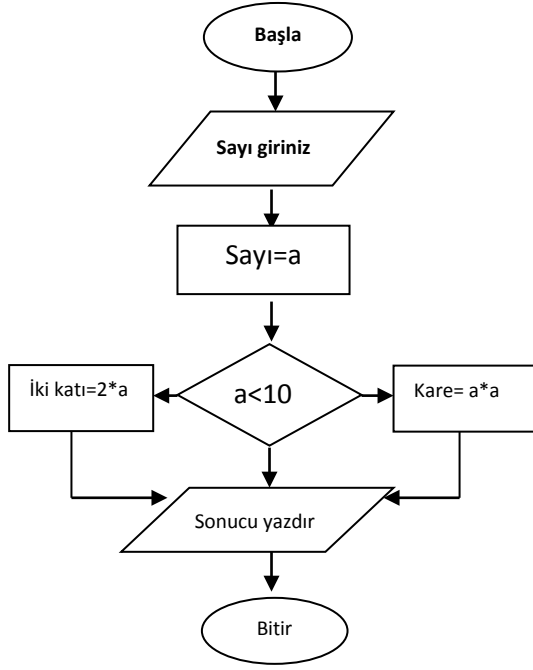 Başla
Sayı giriniz
Sayı=a
İki katı=2*a
a<10
Kare= a*a
Sonucu yazdır
Bitir